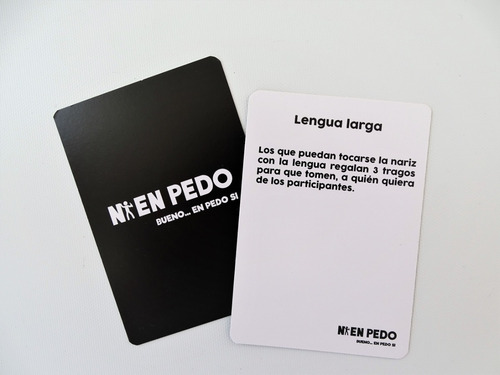 NI EN PEDO
BUENO... EN PEDO SI
Lengua larga
Los que puedan tocarse la nariz
con la lengua regalan 3 tragos
para que tomen, a quién quiera
de los participantes.
NI EN PEDO
BUENO... EN PEDO SI